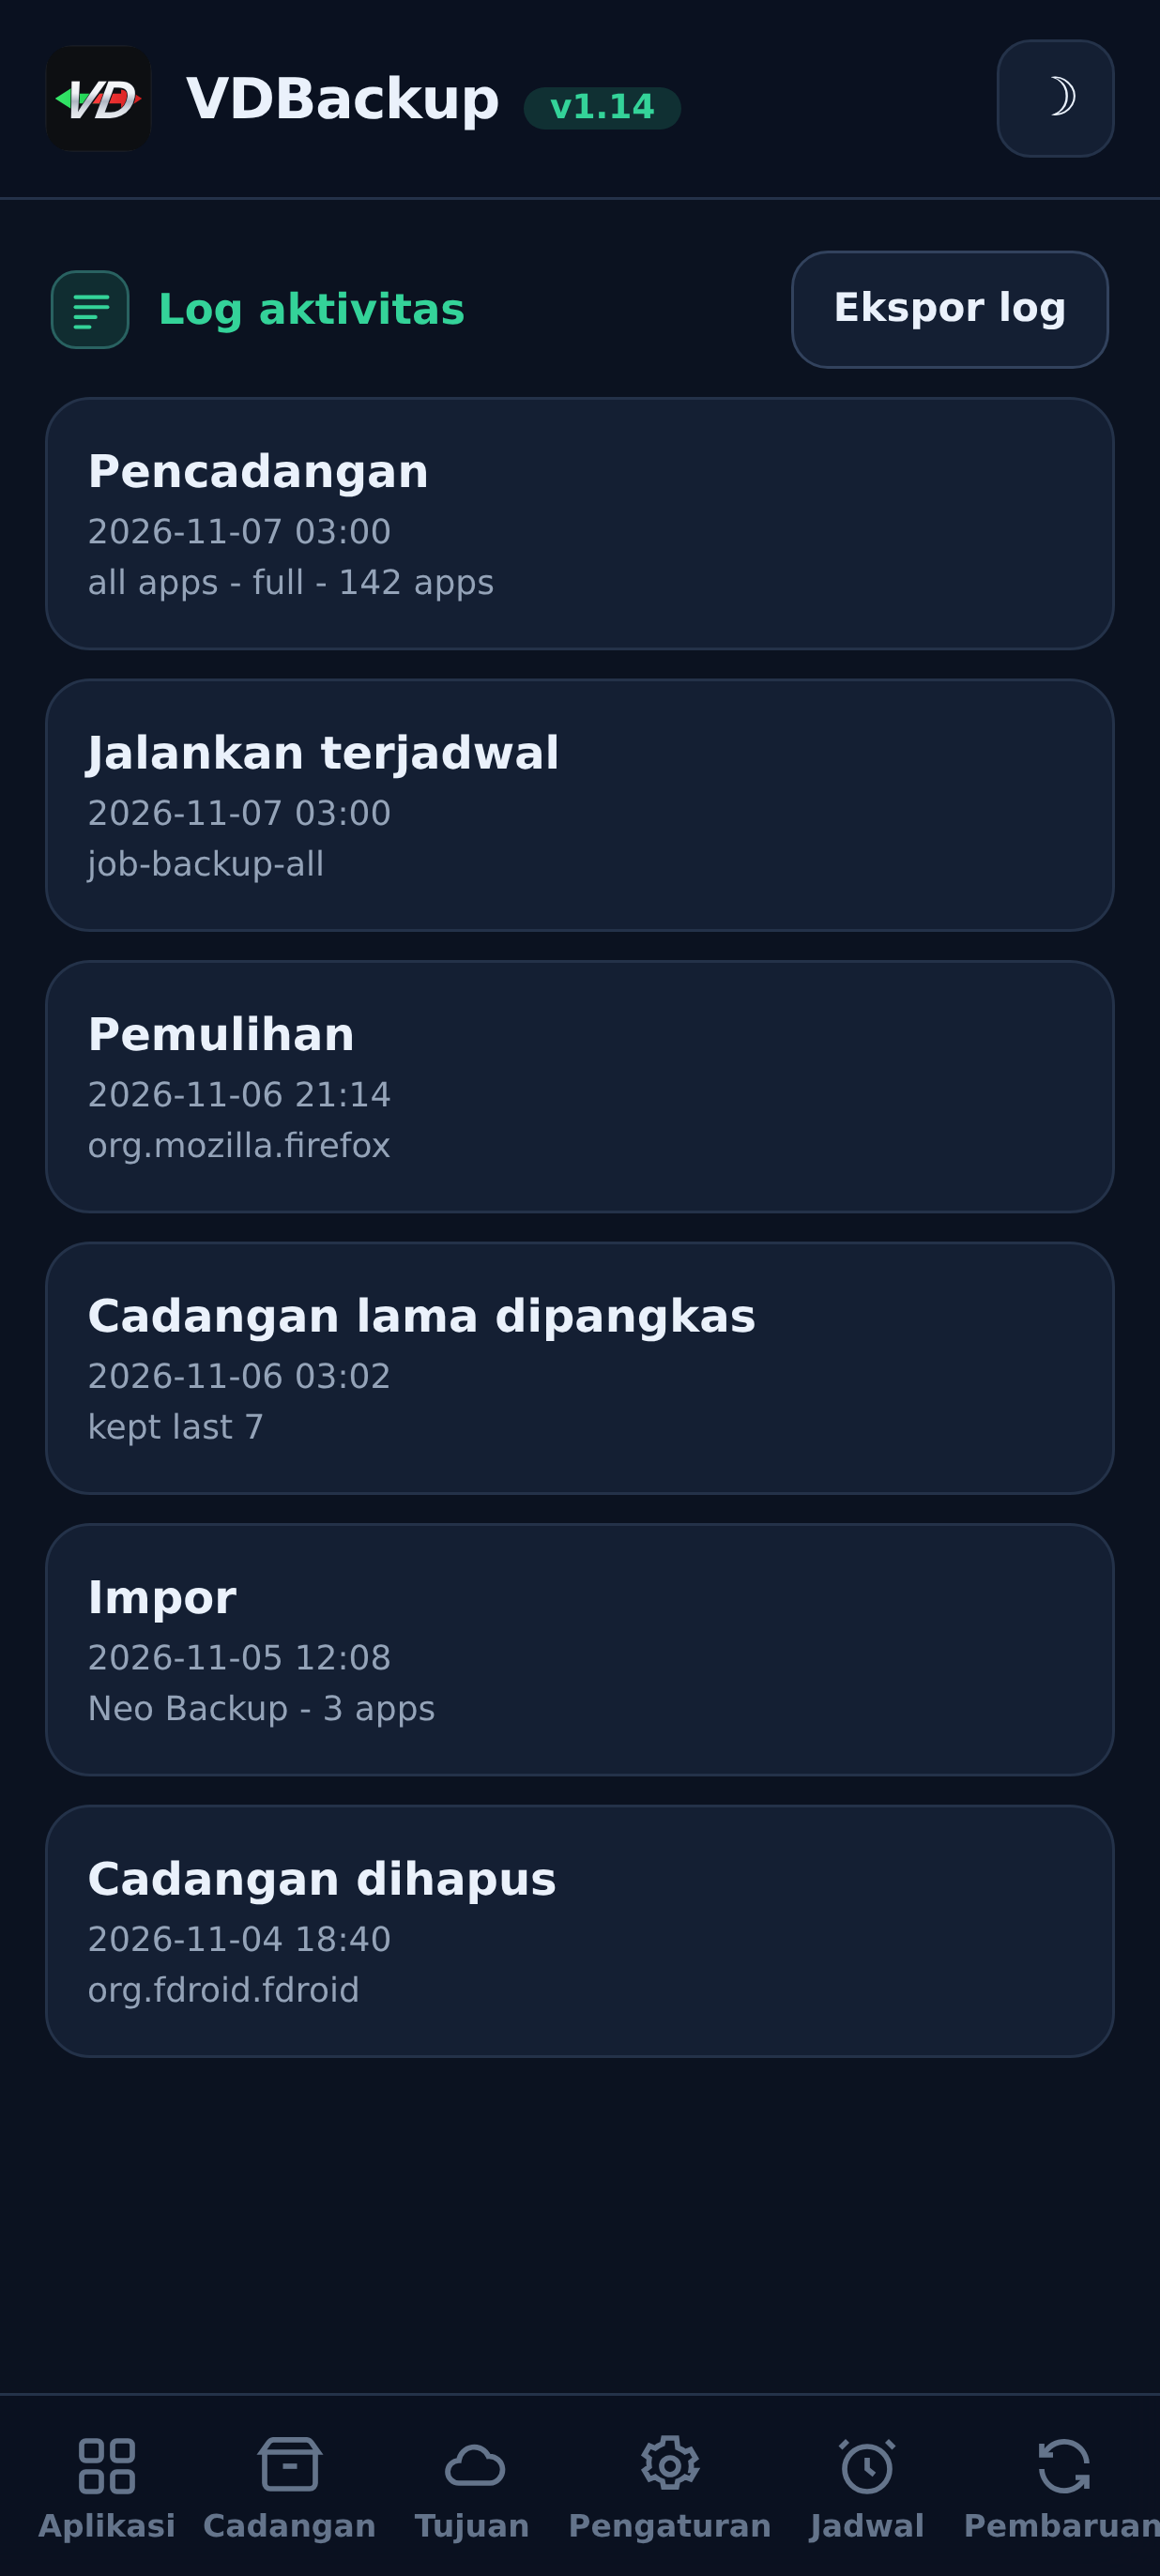 VD
VDBackup v1.14
Log aktivitas
Ekspor log
Pencadangan
2026-11-07 03:00
all apps - full - 142 apps
Jalankan terjadwal
2026-11-07 03:00
job-backup-all
Pemulihan
2026-11-06 21:14
org.mozilla.firefox
Cadangan lama dipangkas
2026-11-06 03:02
kept last 7
Impor
2026-11-05 12:08
Neo Backup - 3 apps
Cadangan dihapus
2026-11-04 18:40
org.fdroid.fdroid
Aplikasi Cadangan Tujuan Pengaturan Jadwal Pembaruan